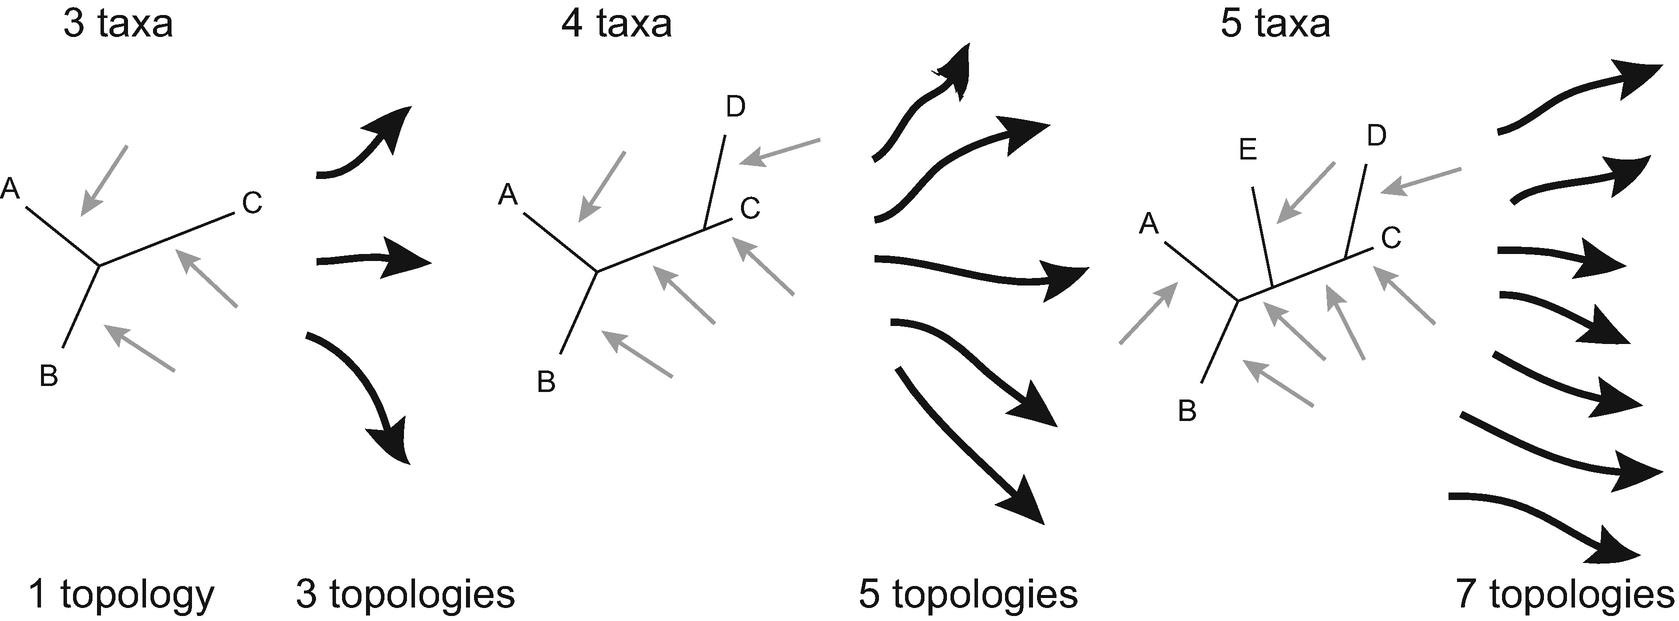 3 taxa
4 taxa
5 taxa
A
C
B
A
D
C
B
A
E
D
C
B
1 topology
3 topologies
5 topologies
7 topologies